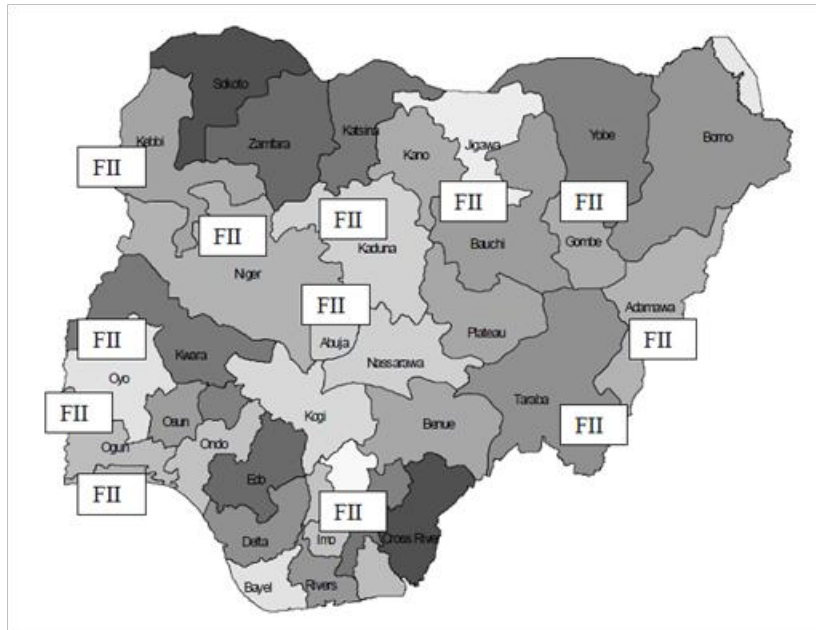 Sokoto
Kebbi
Zamfara
Katsina
Kano
Jigawa
Yobe
Borno
FII
FII
FII
FII
FII
Kaduna
Bauchi
Gombe
Niger
FII
Adamawa
Abuja
Plateau
FII
FII
Kwara
Nassarawa
Oyo
Taraba
FII
Kogi
Benue
FII
Osun
Ondo
Ogun
Edo
FII
FII
Delta
Imo
Cross River
Bayel
Rivers